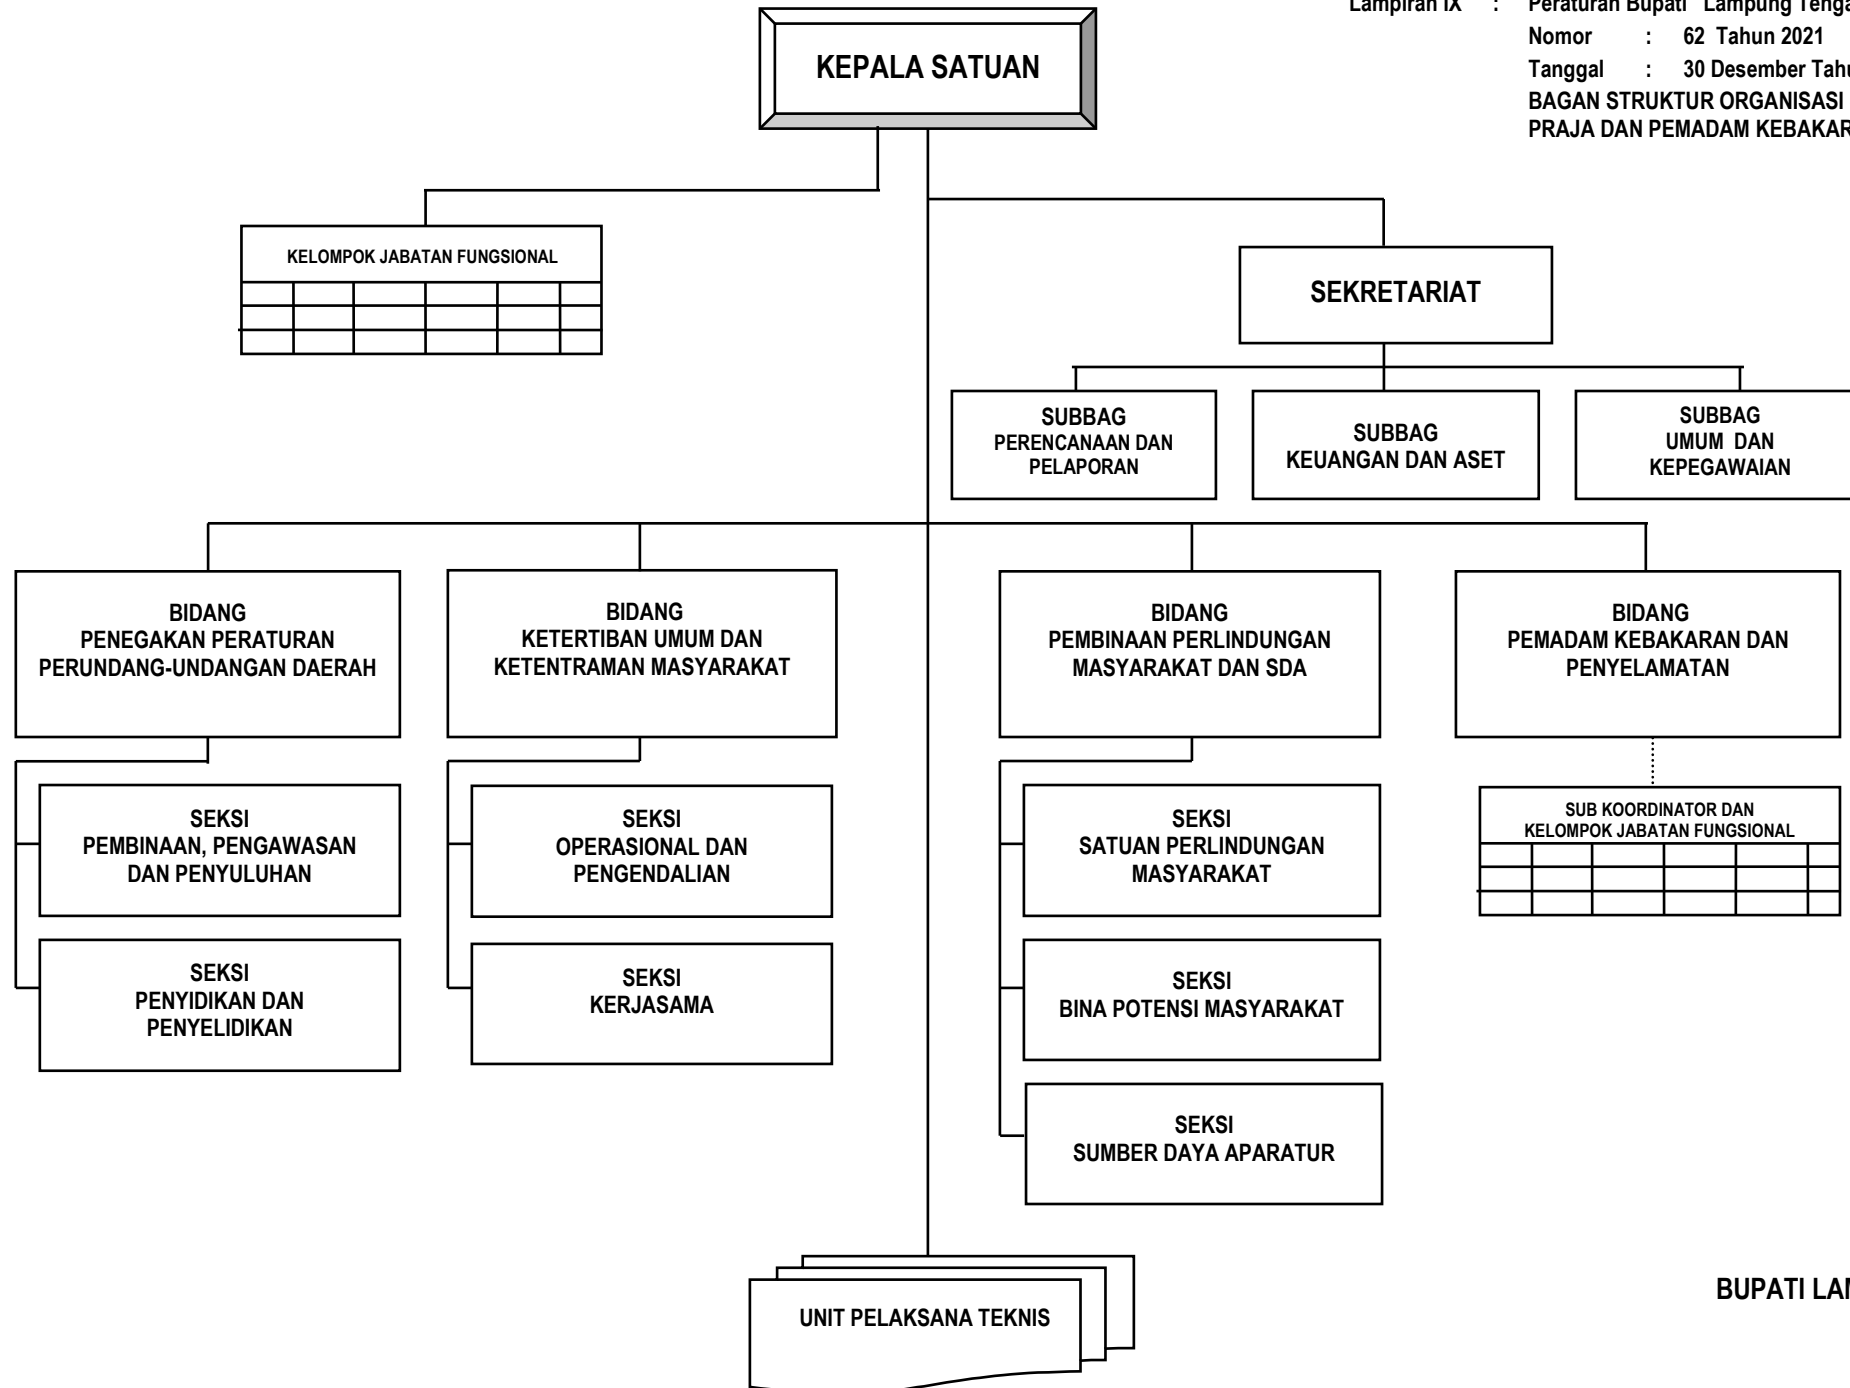 Lampiran IX : Peraturan Bupati Lampung
Nomor : 62 Tahun 2021
Tanggal : 30 Desember
BAGAN STRUKTUR ORGANISASI
PRAJA DAN PEMADAM
KEPALA SATUAN
KELOMPOK JABATAN FUNGSIONAL
SEKRETARIAT
SUBBAG
PERENCANAAN DAN
PELAPORAN
SUBBAG
KEUANGAN DAN ASET
SUBBAG
UMUM DAN
KEPEGAWAIAN
BIDANG
PENEGAKAN PERATURAN
PERUNDANG-UNDANGAN DAERAH
BIDANG
KETERTIBAN UMUM DAN
KETENTRAMAN MASYARAKAT
BIDANG
PEMBINAAN PERLINDUNGAN
MASYARAKAT DAN SDA
BIDANG
PEMADAM KEBAKARAN DAN
PENYELAMATAN
SEKSI
PEMBINAAN, PENGAWASAN
DAN PENYULUHAN
SEKSI
OPERASIONAL DAN
PENGENDALIAN
SEKSI
SATUAN PERLINDUNGAN
MASYARAKAT
SUB KOORDINATOR DAN
KELOMPOK JABATAN FUNGSIONAL
SEKSI
PENYIDIKAN DAN
PENYELIDIKAN
SEKSI
KERJASAMA
SEKSI
BINA POTENSI MASYARAKAT
SEKSI
SUMBER DAYA APARATUR
UNIT PELAKSANA TEKNIS
BUPATI